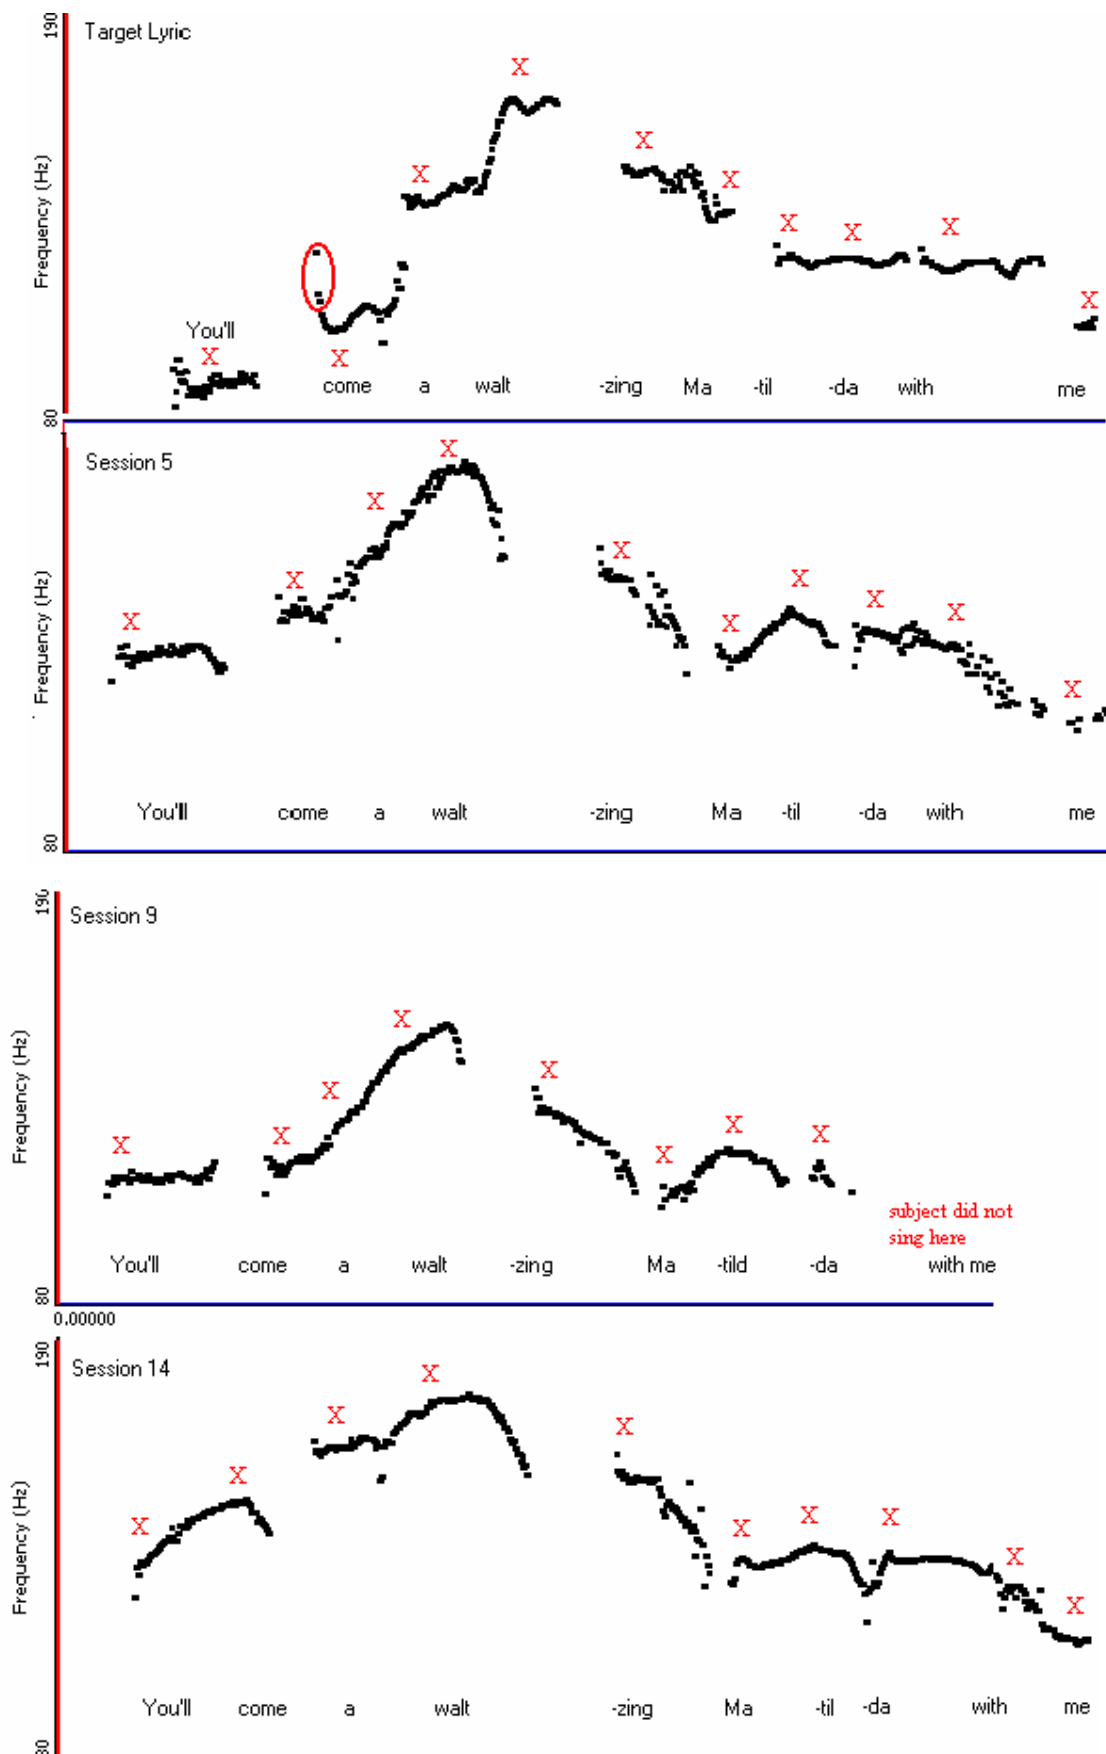 190
Target Lyric
X
X X
X
X X X
Frequency (Hz)
X
You'll
X X
come a walt -zing Ma -til -da with me
80
Session 5
X
X
X X X
X X
X X
Frequency (Hz)
X
You'll come a walt -zing Ma -til -da with me
80
190
Session 9
X
X X
X X X X
X
Frequency (Hz)
subject did not
sing here
You'll come a walt -zing Ma -tild -da with me
80
0.00000
190
Session 14
X
X X
X
X X X X
X
X
Frequency (Hz)
You'll come a walt -zing Ma -til -da with me